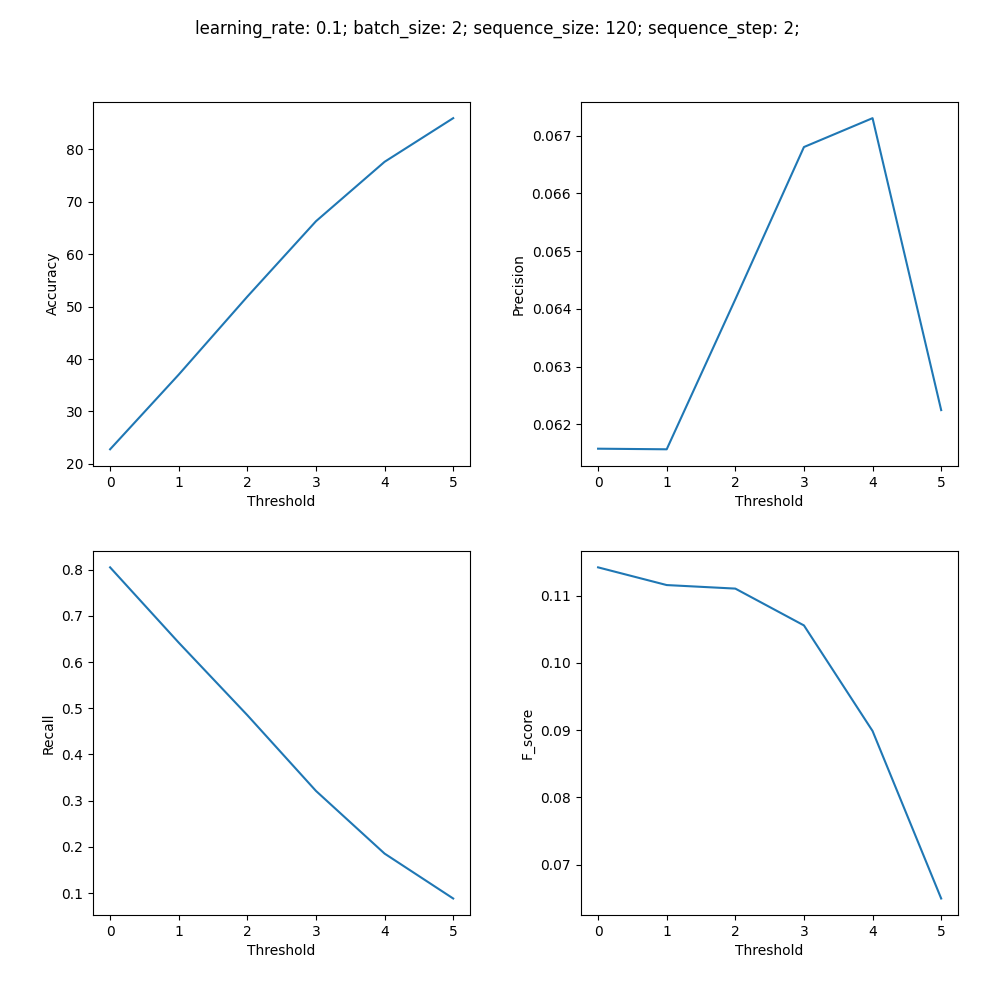 learning_rate: 0.1; batch_size: 2; sequence_size: 120; sequence_step: 2;
Accuracy
80
70
60
50
40
30
20
0 1 2 3 4 5
Threshold
Precision
0.067
0.066
0.065
0.064
0.063
0.062
0 1 2 3 4 5
Threshold
Recall
0.8
0.7
0.6
0.5
0.4
0.3
0.2
0.1
0 1 2 3 4 5
Threshold
F_score
0.11
0.10
0.09
0.08
0.07
0 1 2 3 4 5
Threshold